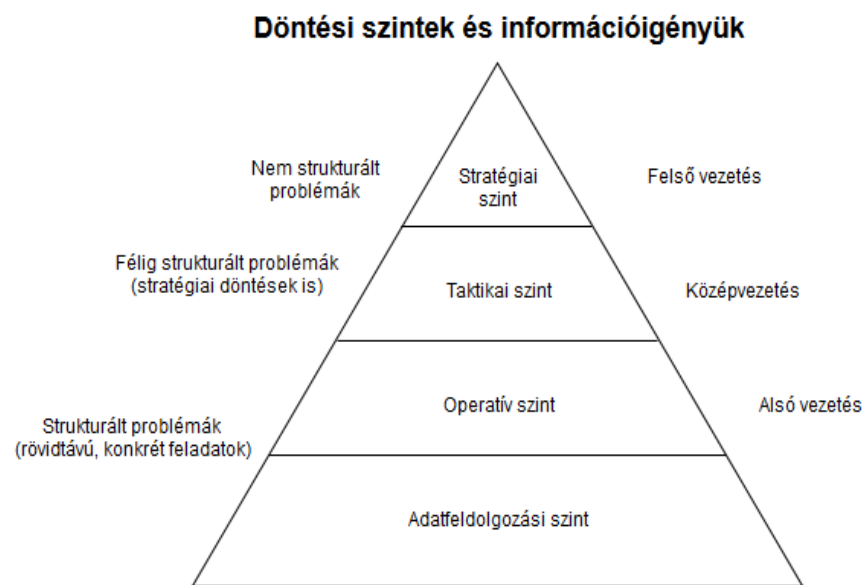 Döntési szintek és információigényük
Nem strukturált
problémák
Stratégiai
szint
Felső vezetés
Félig strukturált problémák
(stratégiai döntések is)
Taktikai szint
Középvezetés
Strukturált problémák
(rövidtávú, konkrét feladatok)
Operatív szint
Alsó vezetés
Adatfeldolgozási szint